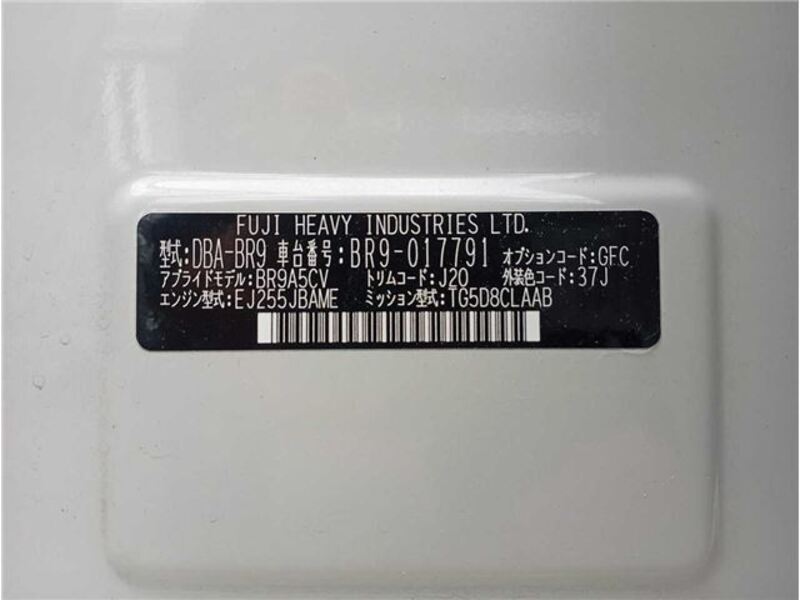 FUJI HEAVY INDUSTRIES LTD.
型式:DBA-BR9 車台番号:BR9-017791 オプションコード:GFC
アプライドモデル:BR9A5CV トリムコード:J20 外装色コード:37J
エンジン型式:EJ255JBAME ミッション型式:TG5D8CLAAB